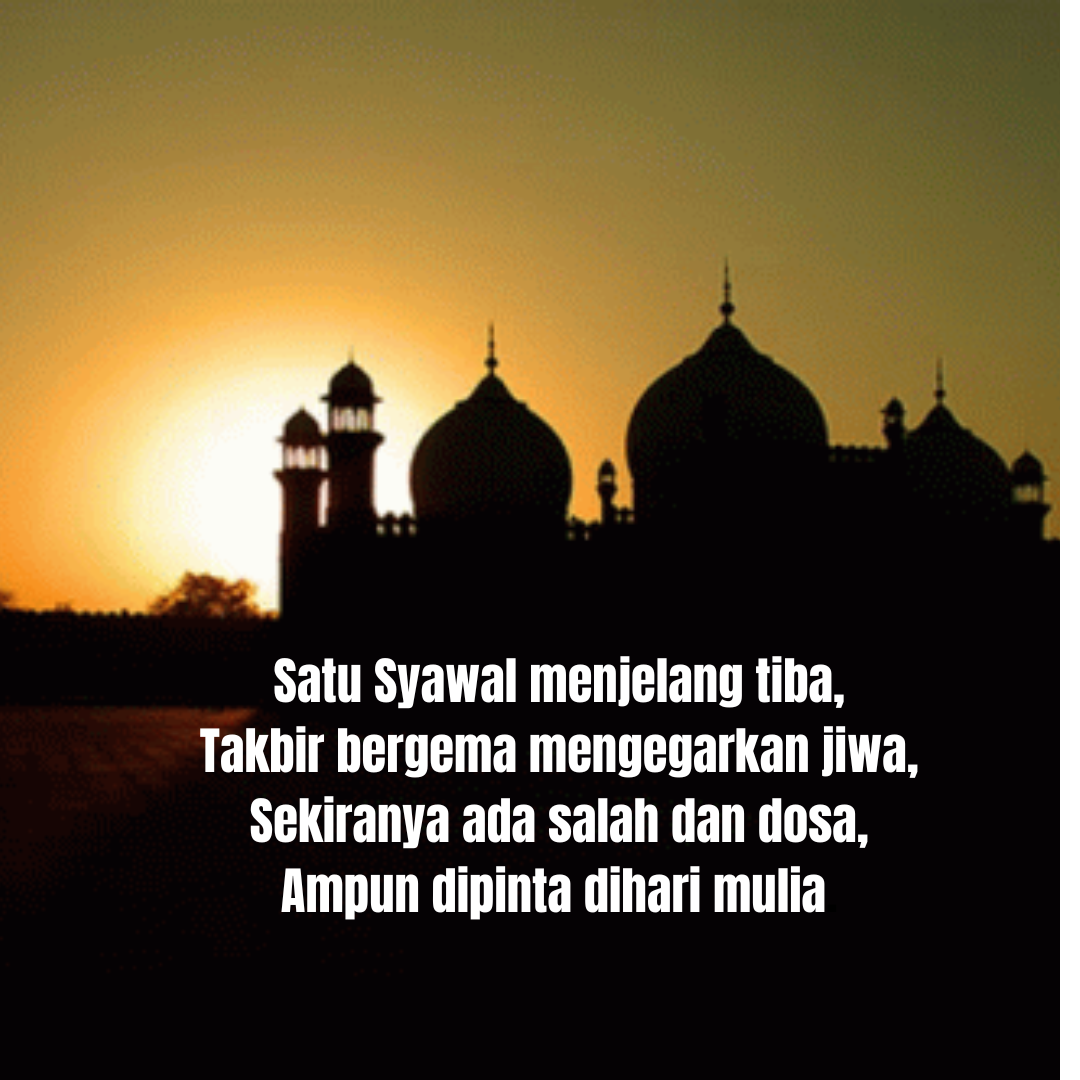 Satu Syawal menjelang tiba,
Takbir bergema mengegarkan jiwa,
Sekiranya ada salah dan dosa,
Ampun dipinta dihari mulia